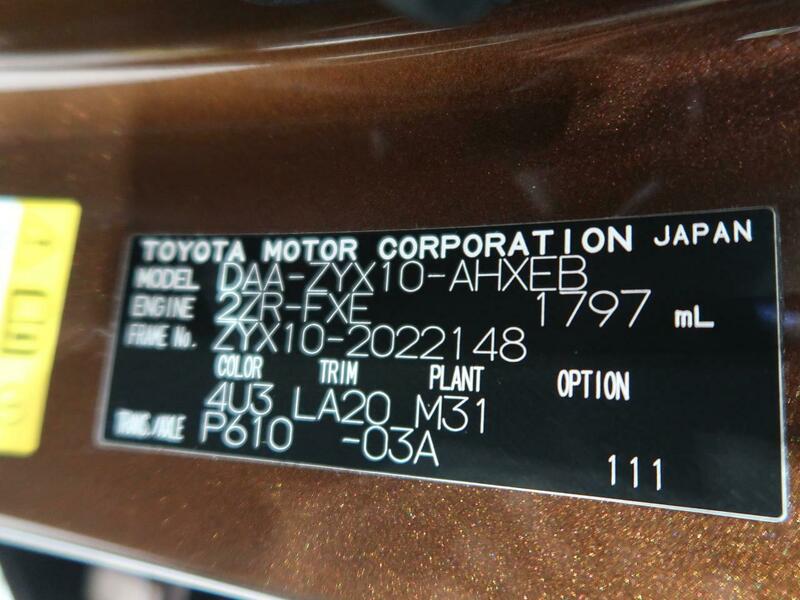 TOYOTA MOTOR CORPORATION JAPAN
MODEL DAA-ZYX10-AHXEB
ENGINE 2ZR-FXE 1797 mL
FRAME No. ZYX10-2022148
COLOR TRIM PLANT OPTION
4U3 LA20 M31
TRANS./AXLE P610 -03A
111